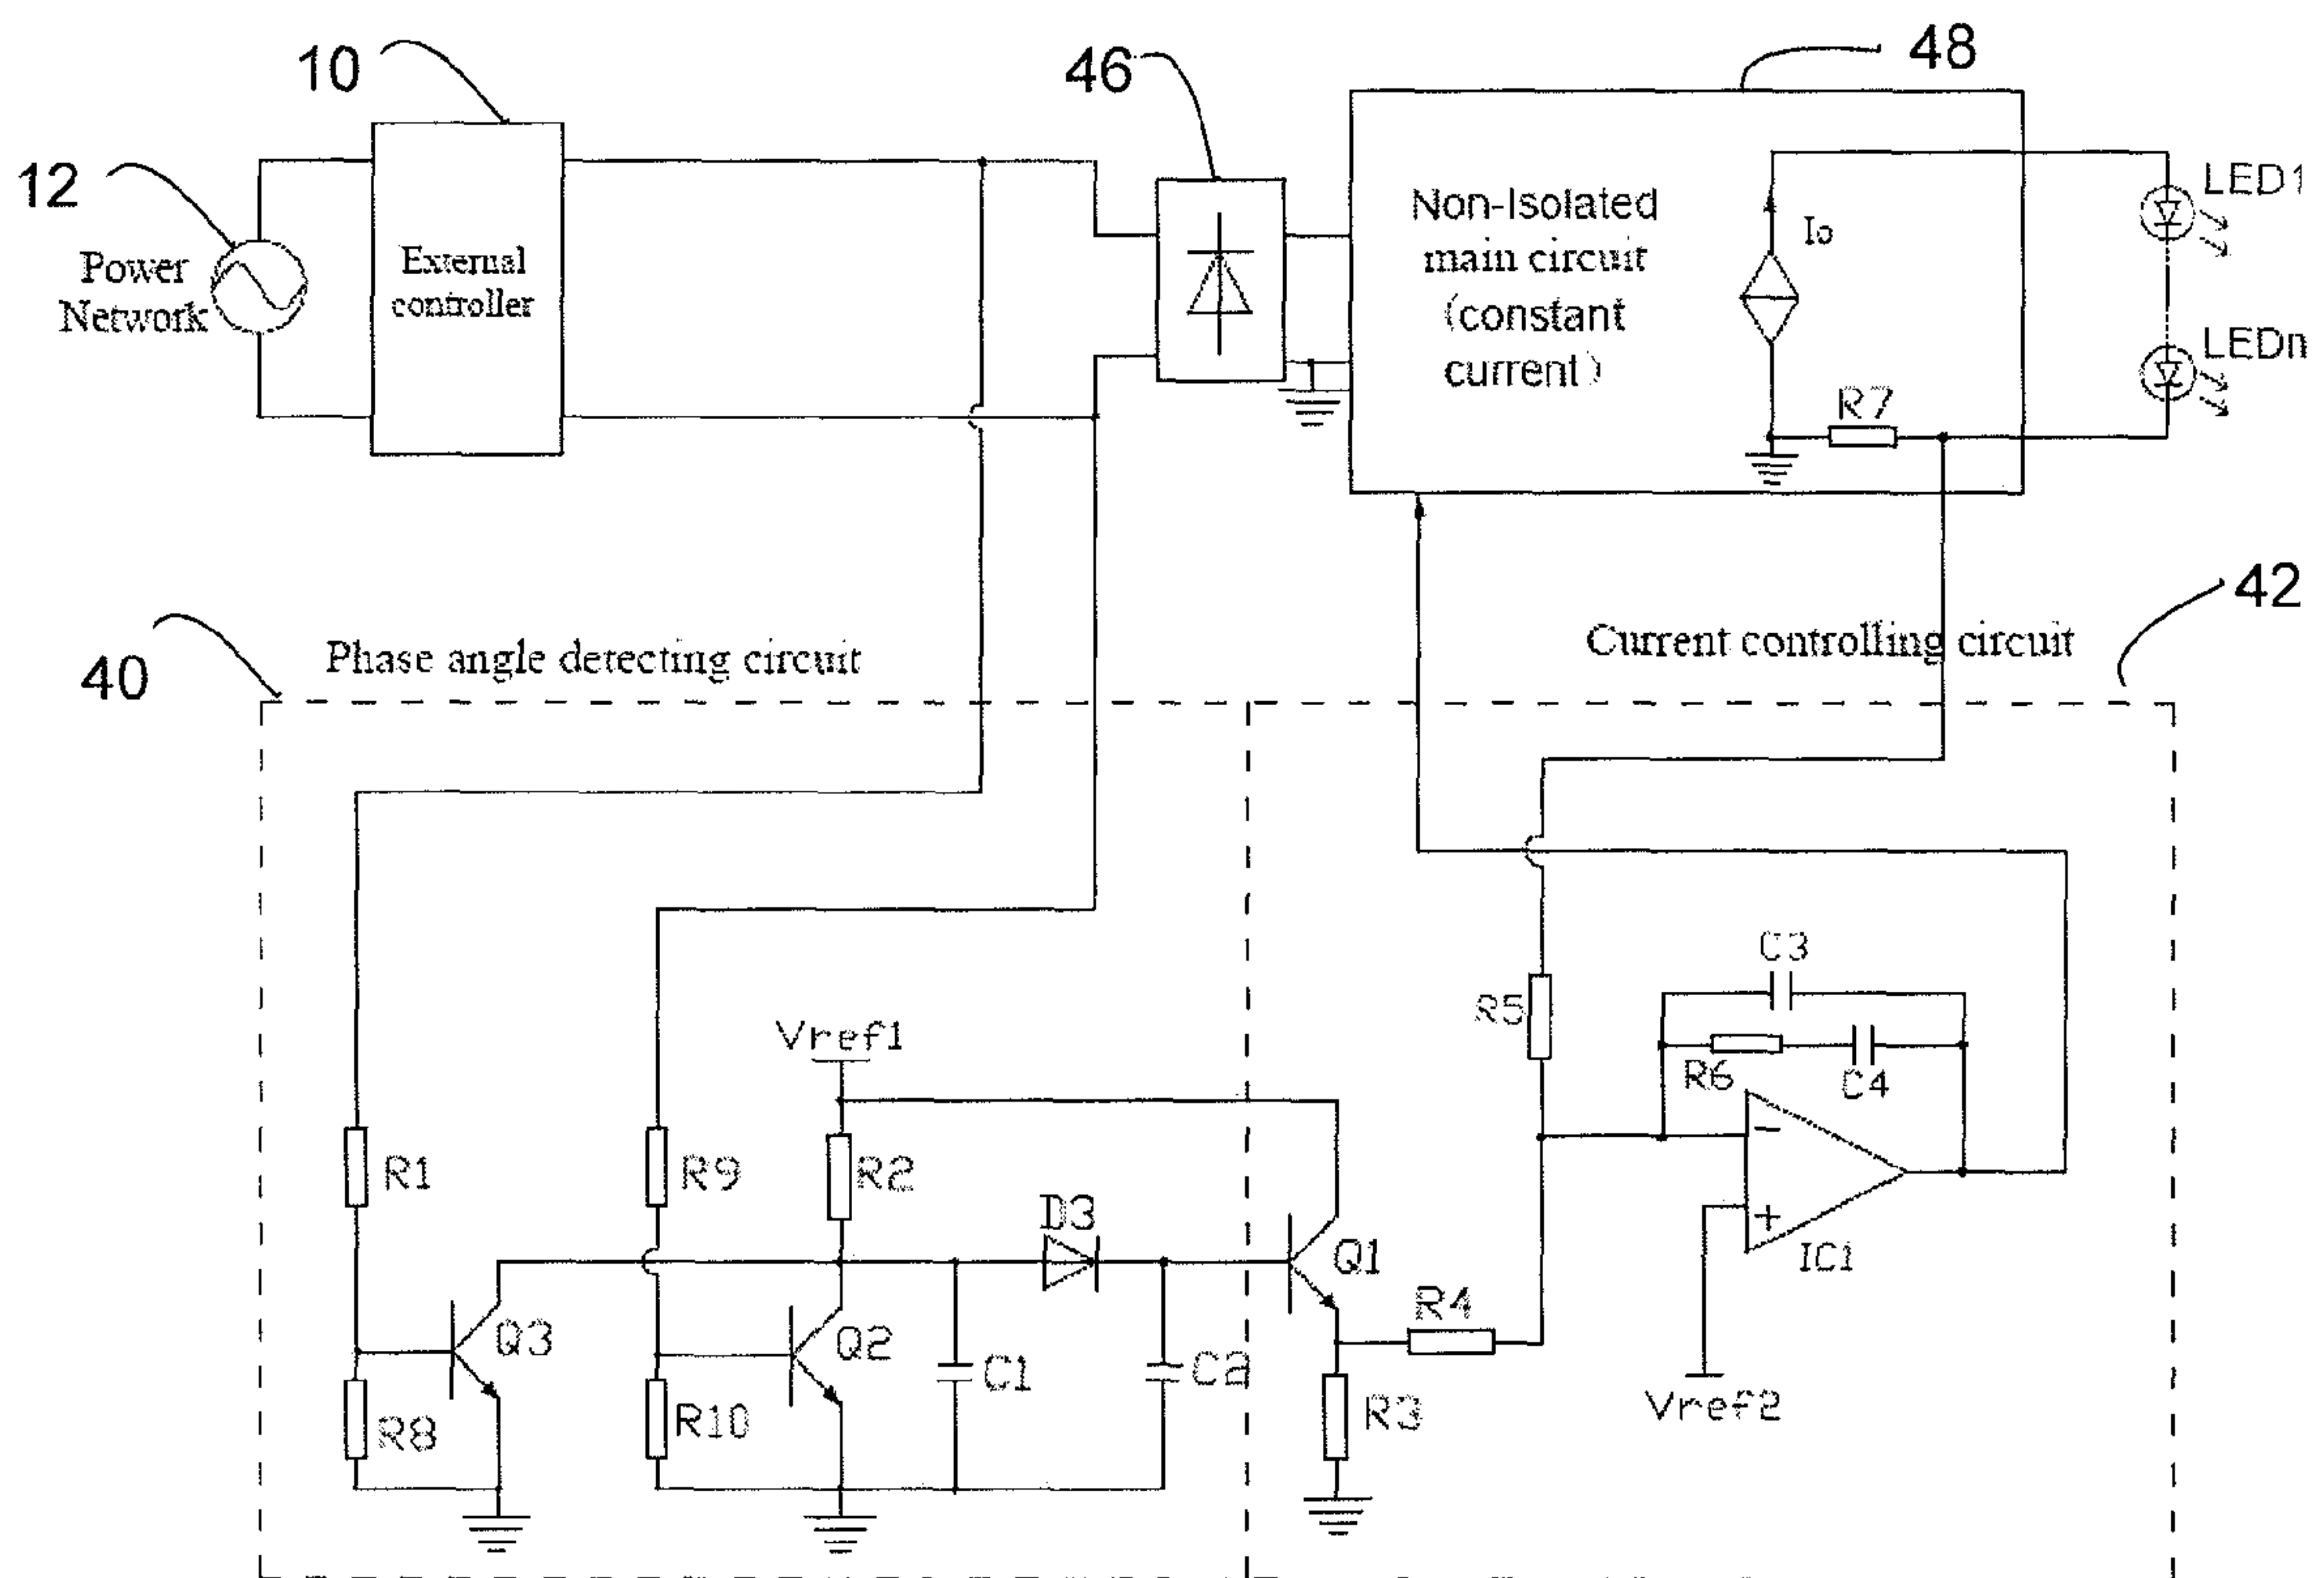 10
46
48
12
Power
Network
External
controller
Non-Isolated
main circuit
(constant
current)
Io
LED1
LEDn
R7
42
40
Phase angle detecting circuit
Current controlling circuit
C3
R5
R6
C4
Vref1
R1
R9
R2
D3
Q1
IC1
R4
Q3
Q2
C1
C2
R8
R10
R3
Vref2